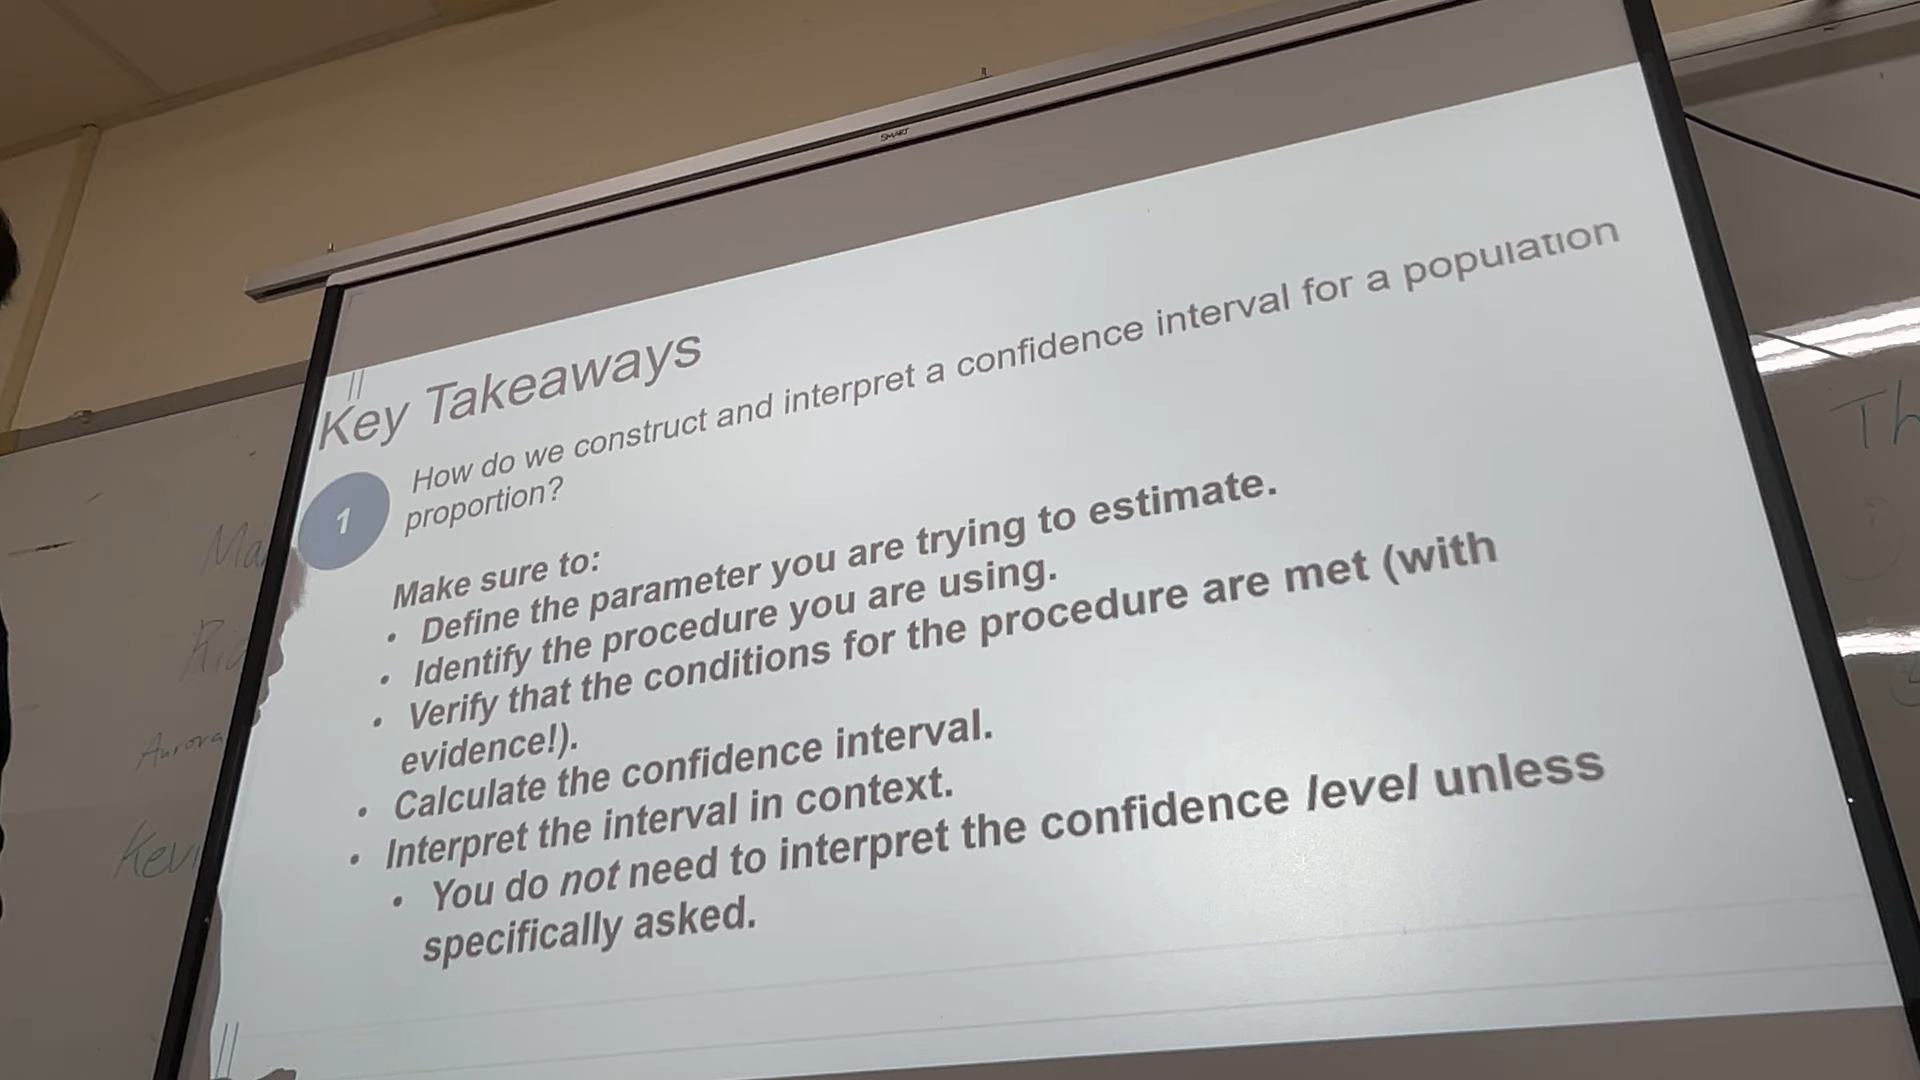 SMART
Key Takeaways
1
How do we construct and interpret a confidence interval for a population
proportion?
Make sure to:
• Define the parameter you are trying to estimate.
• Identify the procedure you are using.
• Verify that the conditions for the procedure are met (with
evidence!).
• Calculate the confidence interval.
• Interpret the interval in context.
• You do not need to interpret the confidence level unless
specifically asked.
Aurora